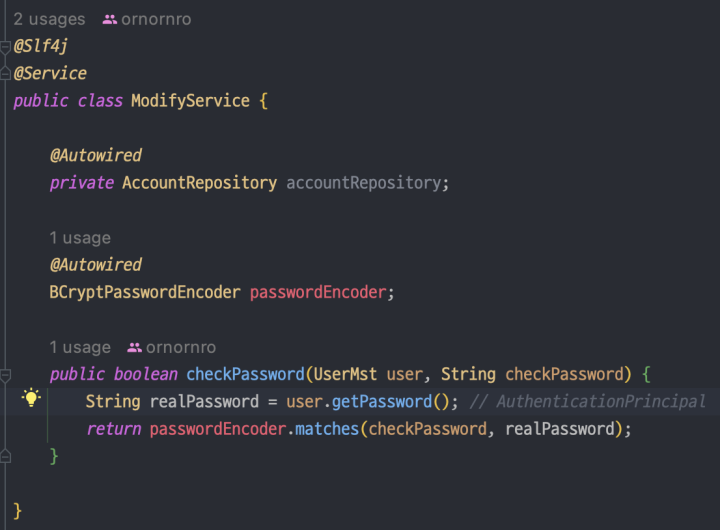 2 usages ornornro
@Slf4j
@Service
public class ModifyService {
@Autowired
private AccountRepository accountRepository;
1 usage
@Autowired
BCryptPasswordEncoder passwordEncoder;
1 usage ornornro
public boolean checkPassword(UserMst user, String checkPassword) {
String realPassword = user.getPassword(); // AuthenticationPrincipal
return passwordEncoder.matches(checkPassword, realPassword);
}
}